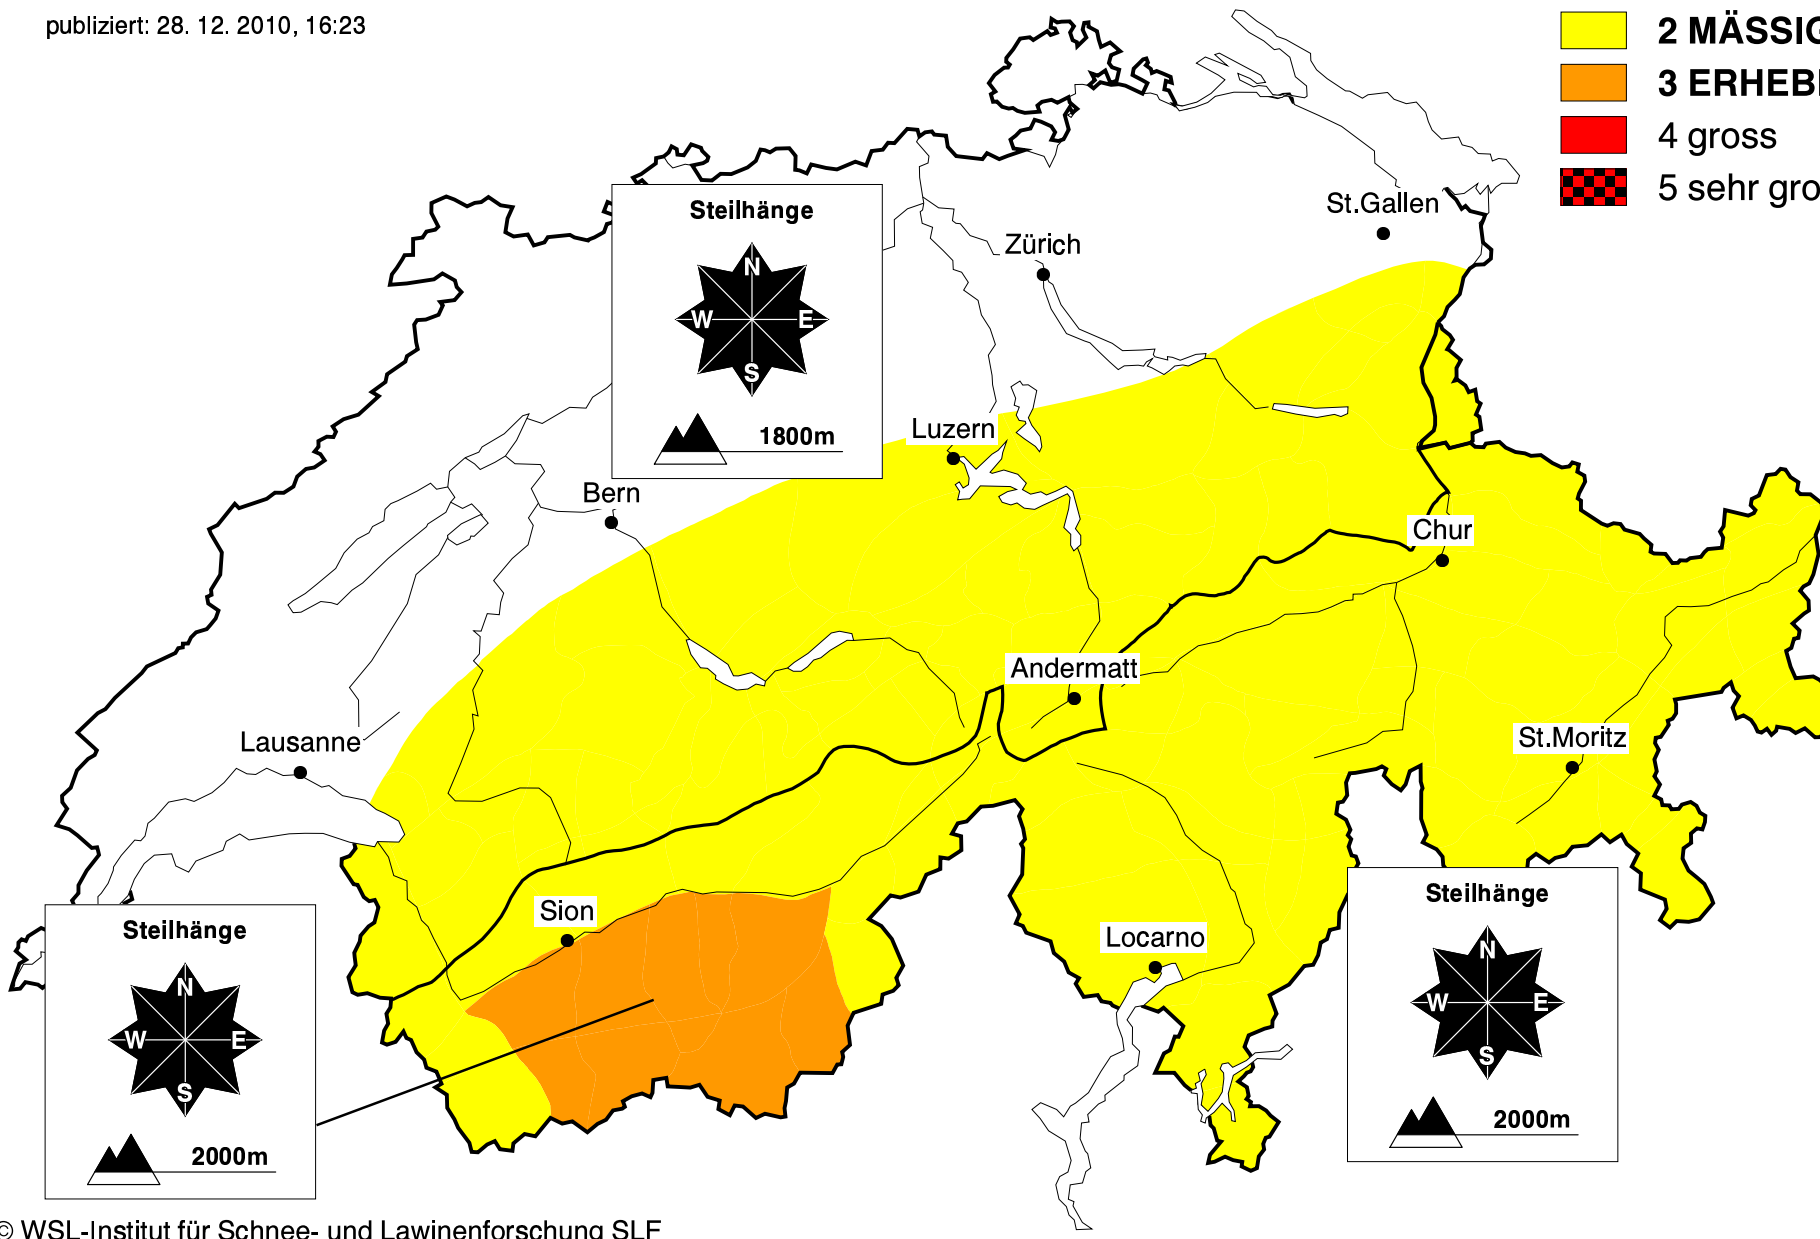 publiziert: 28. 12. 2010, 16:23
2 MÄSSIG
3 ERHEB
4 gross
5 sehr gro
St.Gallen
Steilhänge
N
W E
S
1800m
Zürich
Luzern
Bern
Chur
Andermatt
Lausanne
St.Moritz
Sion
Locarno
Steilhänge
N
W E
S
2000m
Steilhänge
N
W E
S
2000m
© WSL-Institut für Schnee- und Lawinenforschung SLF